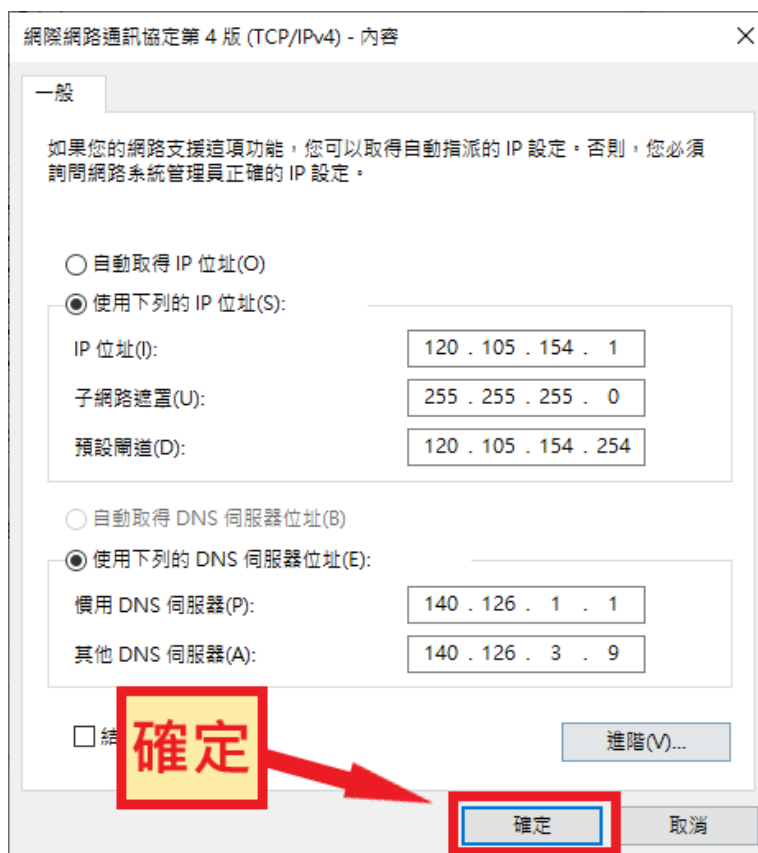 網際網路通訊協定第 4 版 (TCP/IPv4) - 內容
一般
如果您的網路支援這項功能，您可以取得自動指派的 IP 設定。否則，您必須
詢問網路系統管理員正確的 IP 設定。
自動取得 IP 位址(O)
使用下列的 IP 位址(S):
IP 位址(I): 120 . 105 . 154 . 1
子網路遮罩(U): 255 . 255 . 255 . 0
預設閘道(D): 120 . 105 . 154 . 254
自動取得 DNS 伺服器位址(B)
使用下列的 DNS 伺服器位址(E):
慣用 DNS 伺服器(P): 140 . 126 . 1 . 1
其他 DNS 伺服器(A): 140 . 126 . 3 . 9
確定
進階(V)...
確定 取消